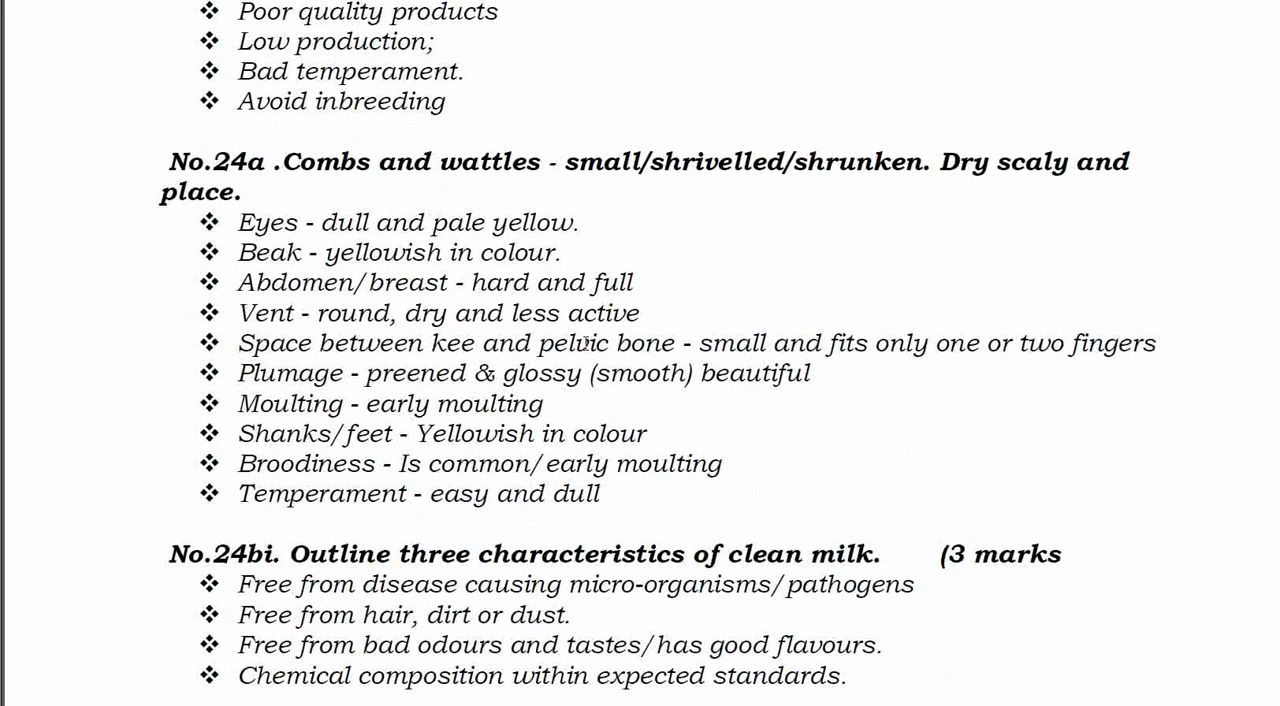 ❖ Poor quality products
❖ Low production;
❖ Bad temperament.
❖ Avoid inbreeding
No.24a .Combs and wattles - small/shrivelled/shrunken. Dry scaly and
place.
❖ Eyes - dull and pale yellow.
❖ Beak - yellowish in colour.
❖ Abdomen/breast - hard and full
❖ Vent - round, dry and less active
❖ Space between kee and pelvic bone - small and fits only one or two fingers
❖ Plumage - preened & glossy (smooth) beautiful
❖ Moulting - early moulting
❖ Shanks/feet - Yellowish in colour
❖ Broodiness - Is common/early moulting
❖ Temperament - easy and dull
No.24bi. Outline three characteristics of clean milk. (3 marks
❖ Free from disease causing micro-organisms/pathogens
❖ Free from hair, dirt or dust.
❖ Free from bad odours and tastes/has good flavours.
❖ Chemical composition within expected standards.